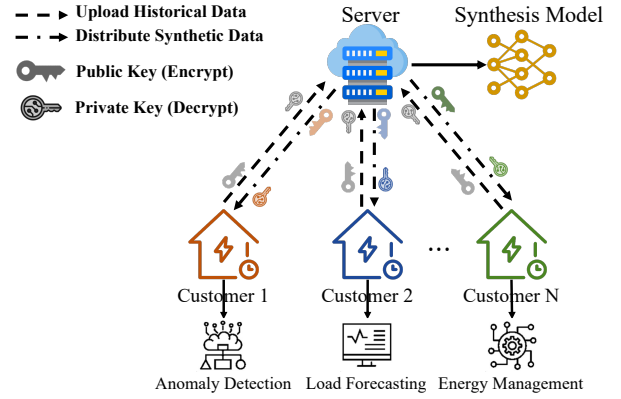 Upload Historical Data
Distribute Synthetic Data
Public Key (Encrypt)
Private Key (Decrypt)
Server
Synthesis Model
Customer 1
Customer 2
...
Customer N
Anomaly Detection
Load Forecasting
Energy Management